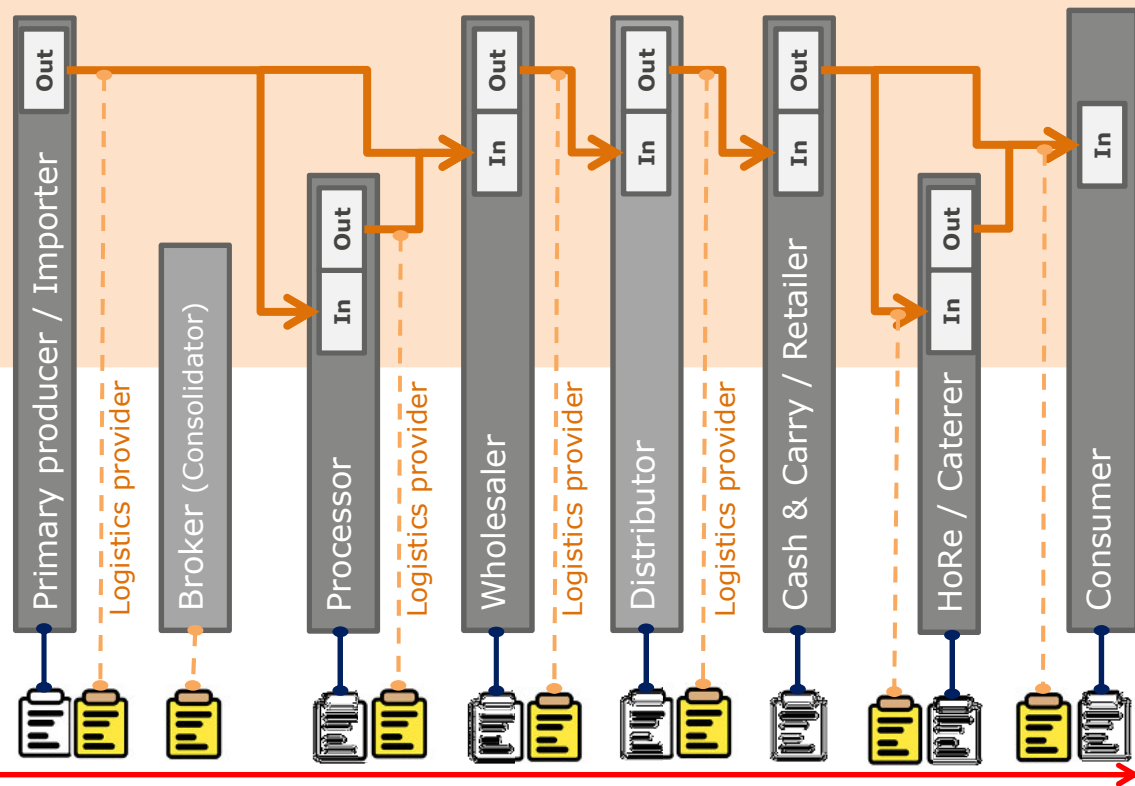 Out
Primary producer / Importer
Logistics provider
Broker (Consolidator)
Out
In
Processor
Logistics provider
Out
In
Wholesaler
Logistics provider
Out
In
Distributor
Logistics provider
Out
In
Cash & Carry / Retailer
Out
In
HoRe / Caterer
In
Consumer